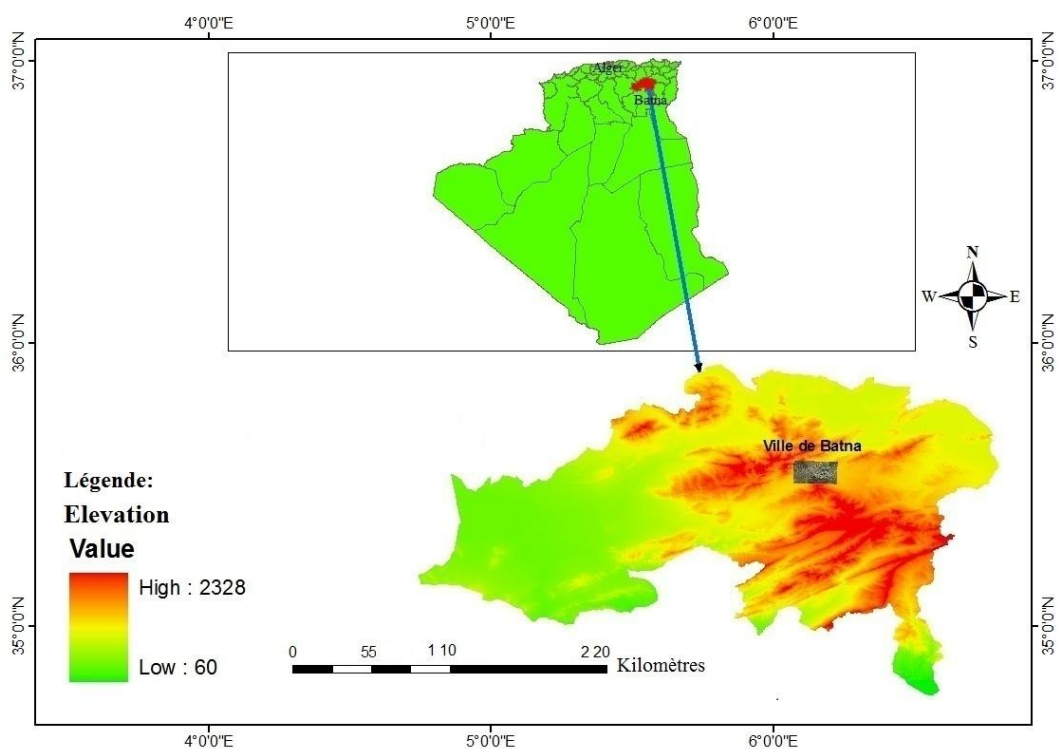 4°0'0"E 5°0'0"E 6°0'0"E
37°0'0"N 37°0'0"N
Alger
Batna
N
W E
S
36°0'0"N 36°0'0"N
Ville de Batna
Légende:
Elevation
Value
High : 2328
Low : 60
35°0'0"N 35°0'0"N
0 55 1 10 2 20 Kilomètres
4°0'0"E 5°0'0"E 6°0'0"E